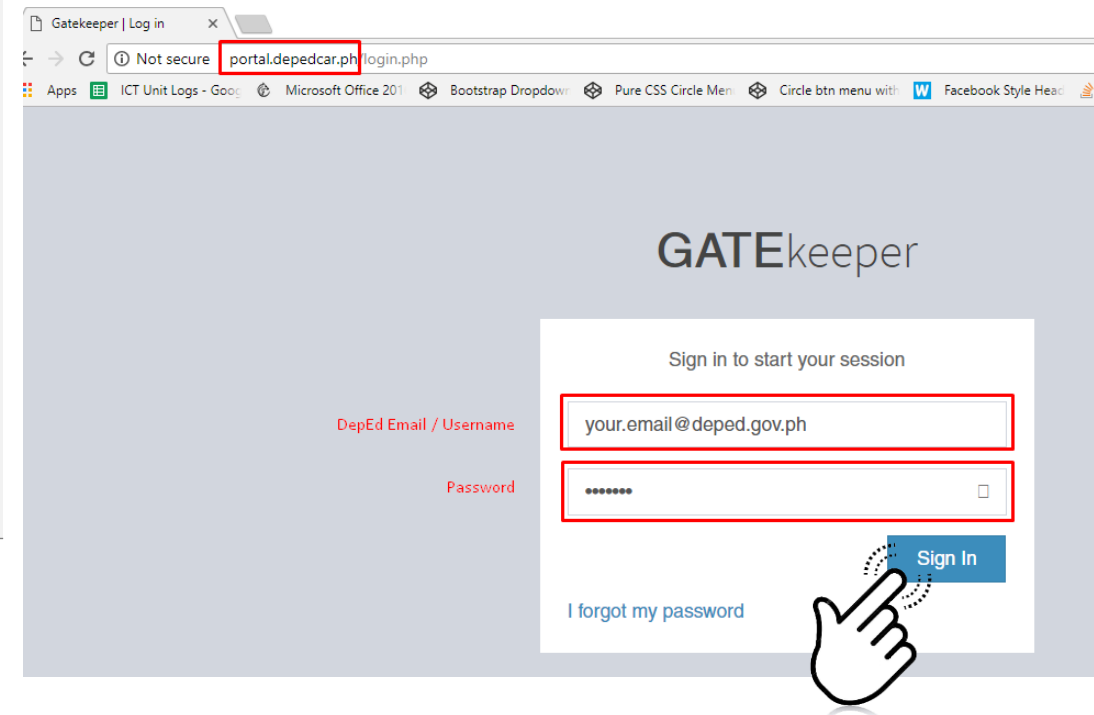 Gatekeeper | Log in
Not secure portal.depedcar.ph/login.php
Apps ICT Unit Logs - Goog Microsoft Office 201 Bootstrap Dropdown Pure CSS Circle Men Circle btn menu with Facebook Style Head
GATEkeeper
Sign in to start your session
DepEd Email / Username your.email@deped.gov.ph
Password •••••••
Sign In
I forgot my password